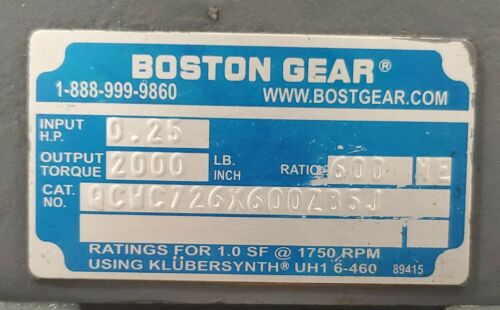 BOSTON GEAR®
1-888-999-9860 WWW.BOSTGEAR.COM
INPUT H.P. 0.25
OUTPUT TORQUE 2000 LB. INCH RATIO 600
CAT. NO. QCHC726X600ZB5J
RATINGS FOR 1.0 SF @ 1750 RPM
USING KLÜBERSYNTH® UH1 6-460 89415